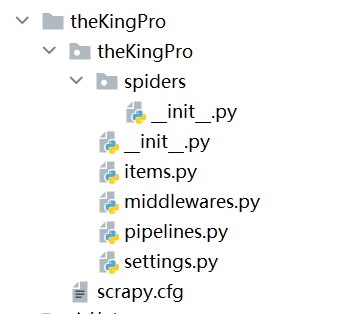 theKingPro
theKingPro
spiders
__init__.py
__init__.py
items.py
middlewares.py
pipelines.py
settings.py
scrapy.cfg